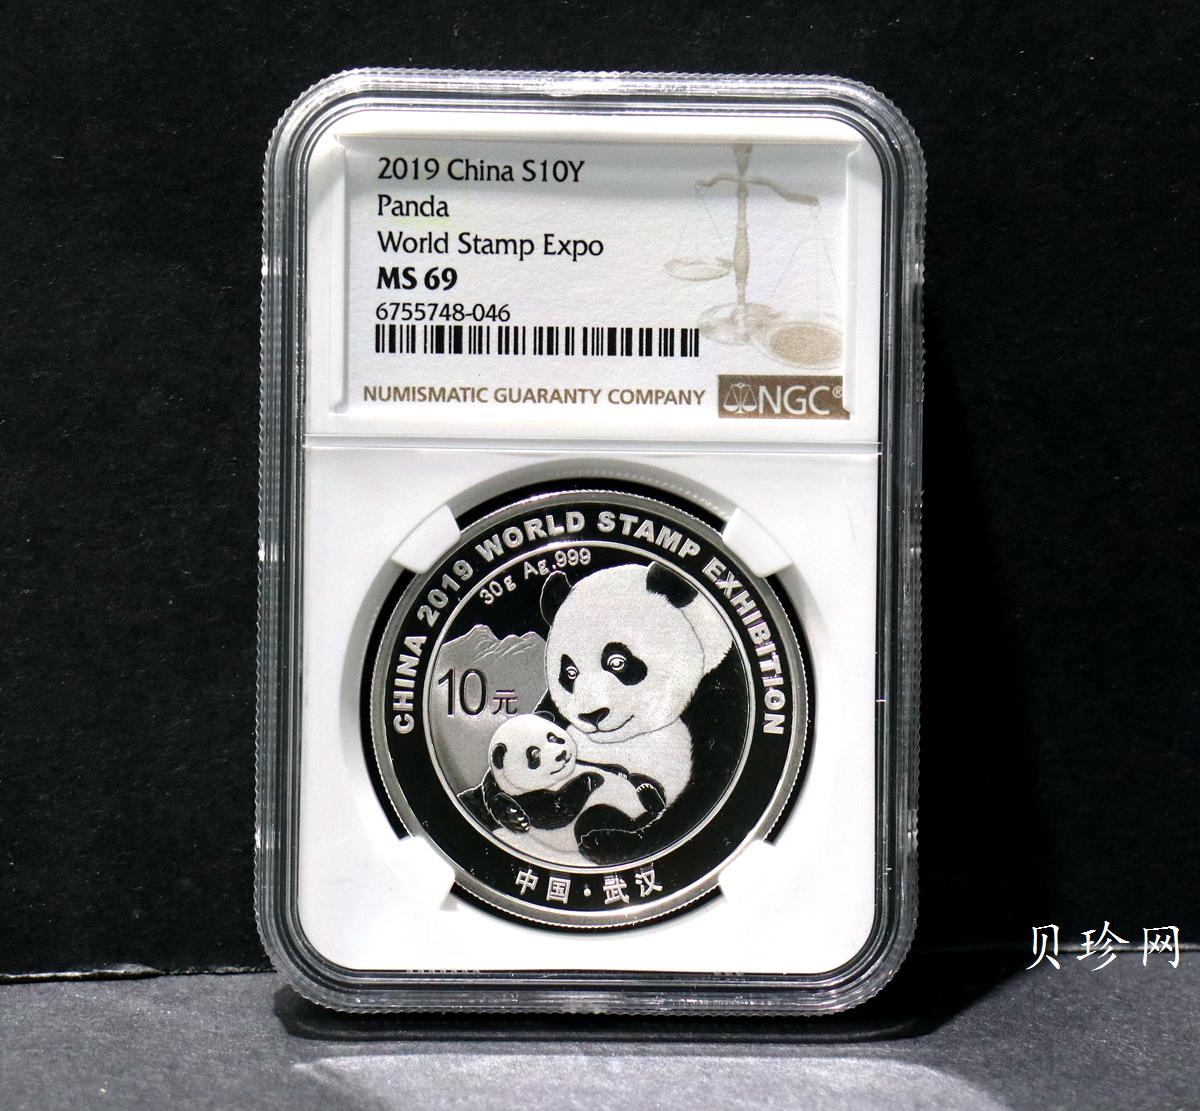 2019 China S10Y
Panda
World Stamp Expo
MS 69
6755748-046
NUMISMATIC GUARANTY COMPANY
NGC®
CHINA 2019 WORLD STAMP EXHIBITION
30g Ag.999
10元
中国·武汉
贝珍网